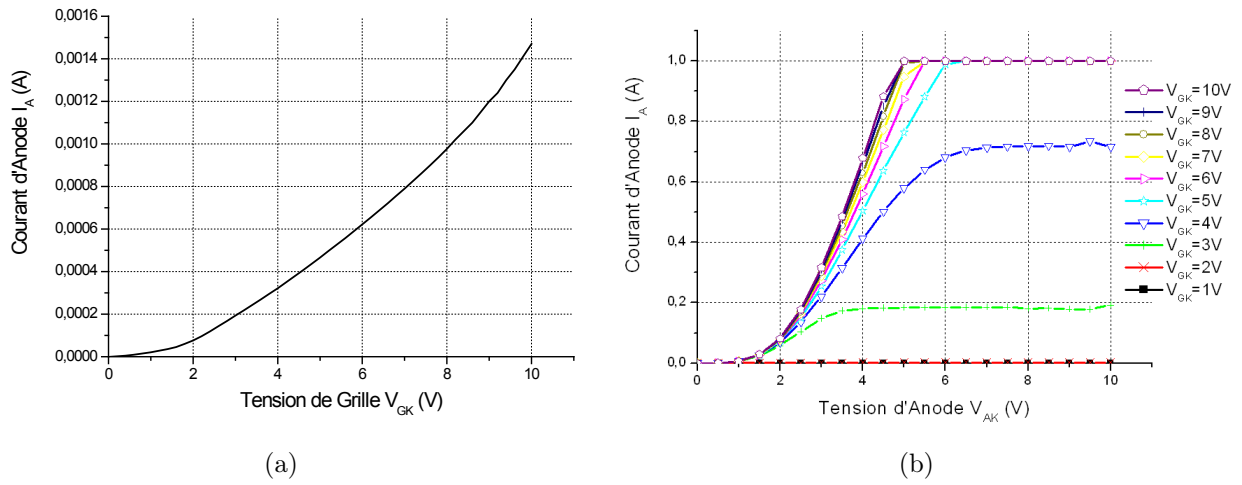 0,0016
0,0014
0,0012
0,0010
0,0008
0,0006
0,0004
0,0002
0,0000
Courant d'Anode I_A (A)
0 2 4 6 8 10
Tension de Grille V_GK (V)
(a)
1,0
0,8
0,6
0,4
0,2
0,0
Courant d'Anode I_A (A)
0 2 4 6 8 10
Tension d'Anode V_AK (V)
V_GK=10V
V_GK=9V
V_GK=8V
V_GK=7V
V_GK=6V
V_GK=5V
V_GK=4V
V_GK=3V
V_GK=2V
V_GK=1V
(b)